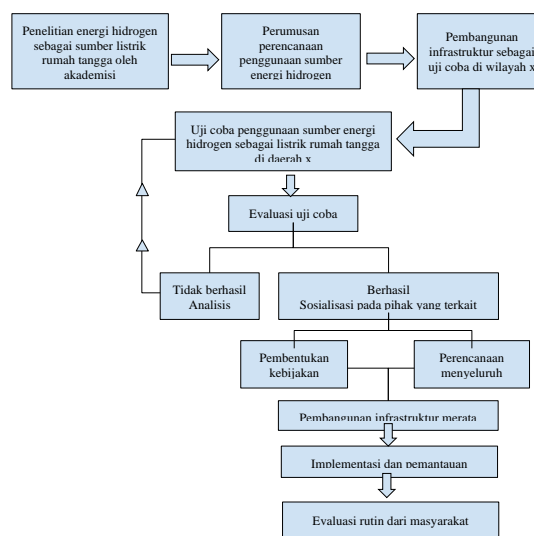 Penelitian energi hidrogen
sebagai sumber listrik
rumah tangga oleh
akademisi
Perumusan
perencanaan
penggunaan sumber
energi hidrogen
Pembangunan
infrastruktur sebagai
uji coba di wilayah x
Uji coba penggunaan sumber energi
hidrogen sebagai listrik rumah tangga
di daerah x
Evaluasi uji coba
Tidak berhasil
Analisis
Berhasil
Sosialisasi pada pihak yang terkait
Pembentukan
kebijakan
Perencanaan
menyeluruh
Pembangunan infrastruktur merata
Implementasi dan pemantauan
Evaluasi rutin dari masyarakat